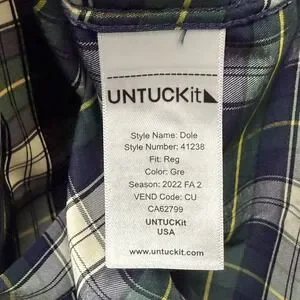 UNTUCKit
Style Name: Dole
Style Number: 41238
Fit: Reg
Color: Gre
Season: 2022 FA 2
VEND Code: CU
CA62799
UNTUCKit
USA
www.untuckit.com